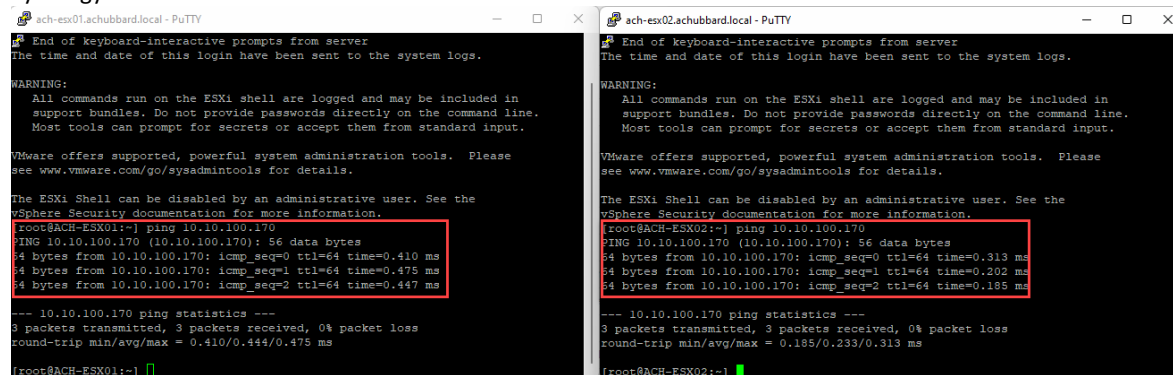 ach-esx01.achubbard.local - PuTTY
End of keyboard-interactive prompts from server
The time and date of this login have been sent to the system logs.
WARNING:
All commands run on the ESXi shell are logged and may be included in
support bundles. Do not provide passwords directly on the command line.
Most tools can prompt for secrets or accept them from standard input.
VMware offers supported, powerful system administration tools.  Please
see www.vmware.com/go/sysadmintools for details.
The ESXi Shell can be disabled by an administrative user. See the
vSphere Security documentation for more information.
[root@ACH-ESX01:~] ping 10.10.100.170
PING 10.10.100.170 (10.10.100.170): 56 data bytes
64 bytes from 10.10.100.170: icmp_seq=0 ttl=64 time=0.410 ms
64 bytes from 10.10.100.170: icmp_seq=1 ttl=64 time=0.475 ms
64 bytes from 10.10.100.170: icmp_seq=2 ttl=64 time=0.447 ms
--- 10.10.100.170 ping statistics ---
3 packets transmitted, 3 packets received, 0% packet loss
round-trip min/avg/max = 0.410/0.444/0.475 ms
[root@ACH-ESX01:~]
ach-esx02.achubbard.local - PuTTY
End of keyboard-interactive prompts from server
The time and date of this login have been sent to the system logs.
WARNING:
All commands run on the ESXi shell are logged and may be included in
support bundles. Do not provide passwords directly on the command line.
Most tools can prompt for secrets or accept them from standard input.
VMware offers supported, powerful system administration tools.  Please
see www.vmware.com/go/sysadmintools for details.
The ESXi Shell can be disabled by an administrative user. See the
vSphere Security documentation for more information.
[root@ACH-ESX02:~] ping 10.10.100.170
PING 10.10.100.170 (10.10.100.170): 56 data bytes
64 bytes from 10.10.100.170: icmp_seq=0 ttl=64 time=0.313 ms
64 bytes from 10.10.100.170: icmp_seq=1 ttl=64 time=0.202 ms
64 bytes from 10.10.100.170: icmp_seq=2 ttl=64 time=0.185 ms
--- 10.10.100.170 ping statistics ---
3 packets transmitted, 3 packets received, 0% packet loss
round-trip min/avg/max = 0.185/0.233/0.313 ms
[root@ACH-ESX02:~]